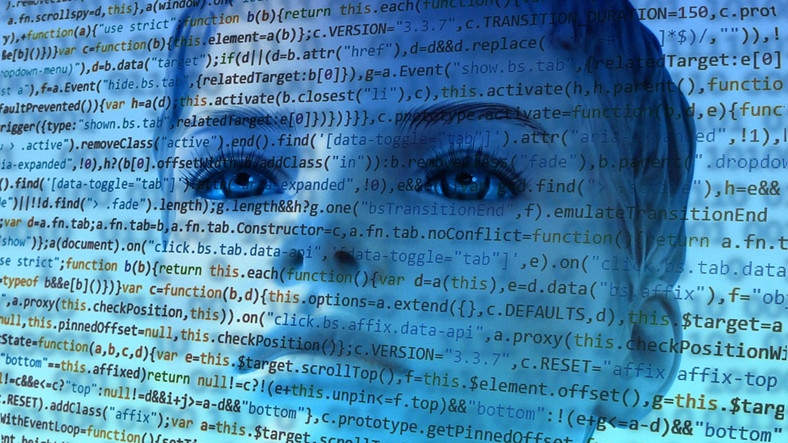 a.fn.scrollspy=d,this},a(window).on(
"use strict";function b(b){return this.each(function(){
this.element=a(b)};c.VERSION="3.3.7",c.TRANSITION_DURATION=150,c.prot
&e[b]()})}var c=function(b){ ),d=b.data("target");if(d||(d=b.attr("href"),d=d&&d.replace( ]*$)/,"")),!
dropdown-menu)"),f=a.Event("hide.bs.tab",{relatedTarget:b[0]}),g=a.Event("show.bs.tab",{relatedTarget:e[0]
faultPrevented()){var h=a(d);this.activate(b.closest("li"),c),this.activate(h,h.parent(),functio
rigger({type:"shown.bs.tab",relatedTarget:e[0]})})}}},c.prototype.activate=function(b,d,e){func
> .active").removeClass("active").end().find('[data-toggle="tab"]').attr("aria- ed",!1),
ia-expanded",!0),h?(b[0].offsetWidth,b.addClass("in")):b.removeClass("fade"),b.parent(".dropdow
().find('[data-toggle="tab"] expanded",!0),e&& d.find("> ),h=e&&
")||!!d.find("> .fade").length);g.length&&h?g.one("bsTransitionEnd",f).emulateTransitionEnd
;var d=a.fn.tab;a.fn.tab=b,a.fn.tab.Constructor=c,a.fn.tab.noConflict=function(){return a.fn.t
show")};a(document).on("click.bs.tab.data-api",'[data-toggle="tab"]',e).on("click.bs.tab.data
se strict";function b(b){return this.each(function(){var d=a(this),e=d.data("bs.affix"),f="ob
typeof b&&e[b]()})}var c=function(b,d){this.options=a.extend({},c.DEFAULTS,d),this.$target=a
",a.proxy(this.checkPosition,this)).on("click.bs.affix.data-api",a.proxy(this.checkPositionWi
null,this.pinnedOffset=null,this.checkPosition()};c.VERSION="3.3.7",c.RESET="affix affix-top
State=function(a,b,c,d){var e=this.$target.scrollTop(),f=this.$element.offset(),g=this.$targ
"bottom"==this.affixed)return null!=c?!(e+this.unpin<=f.top)&&"bottom":!(e+g<=a-d)&&"bottom"
!=c&&e<=c?"top":null!=d&&i+j>=a-d&&"bottom"},c.prototype.getPinnedOffset
.RESET).addClass("affix");var a=this.$target.scroll
WithEventLoop=function(){setTi